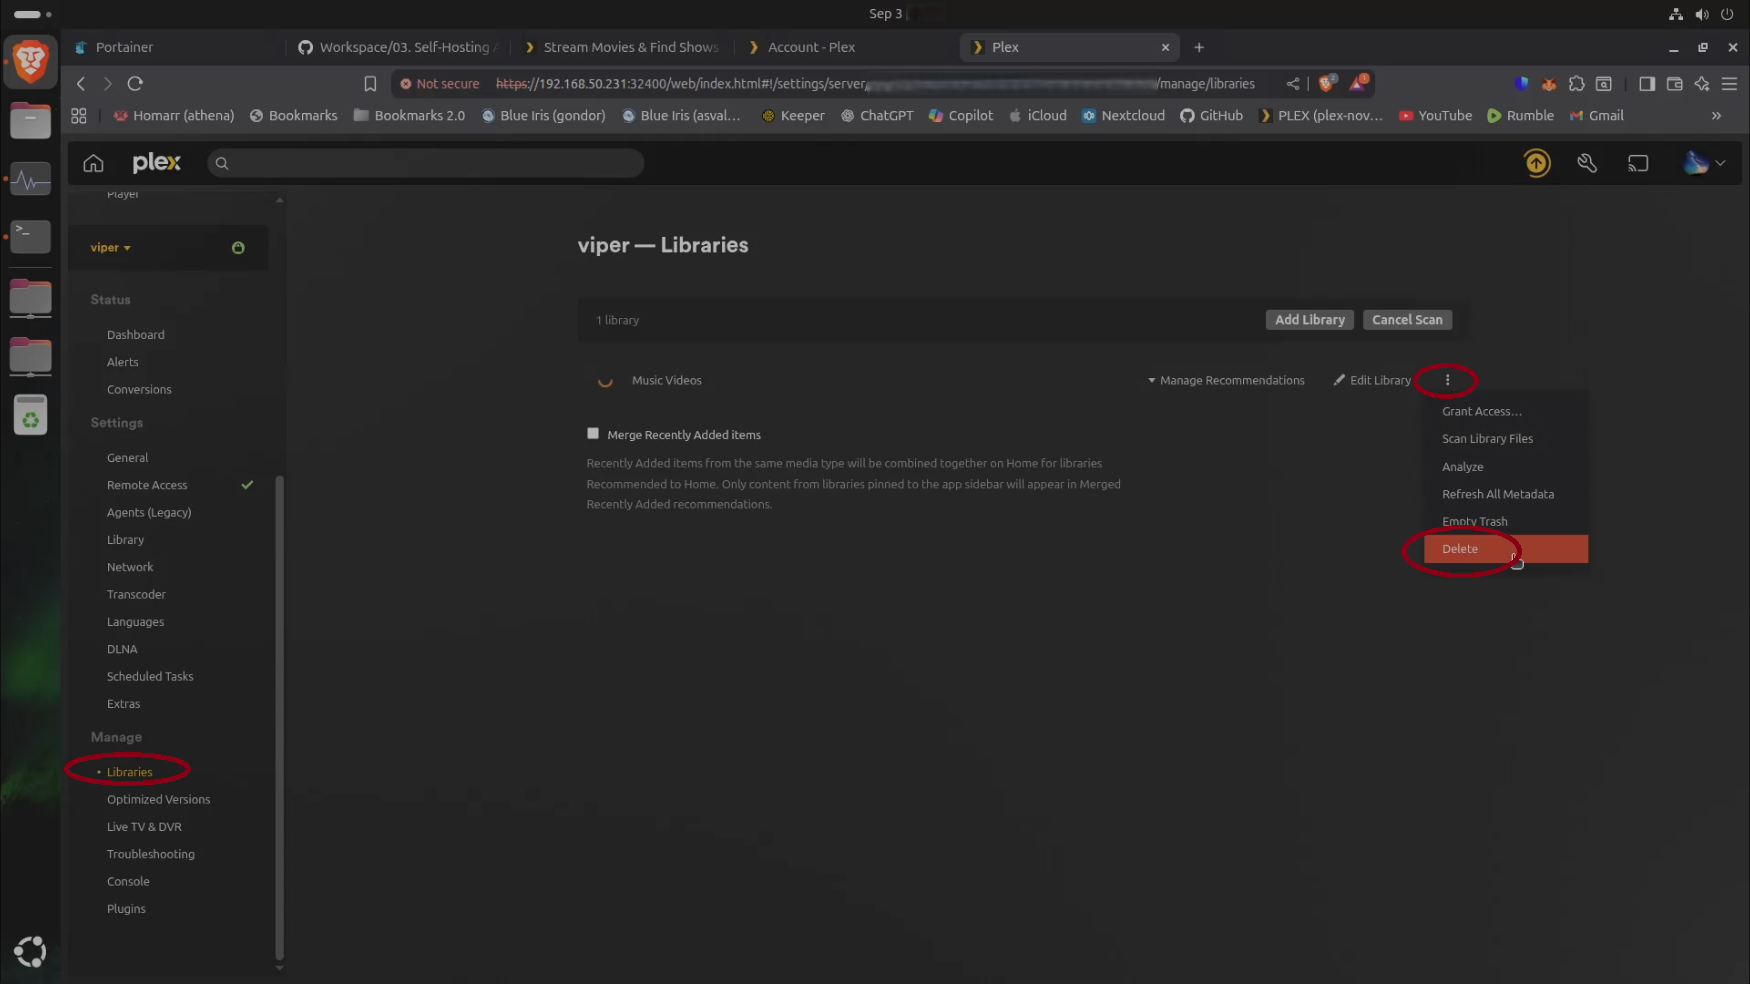 Sep 3
Portainer
Workspace/03. Self-Hosting A
Stream Movies & Find Shows
Account - Plex
Plex
Not secure
https://192.168.50.231:32400/web/index.html#!/settings/server,
/manage/libraries
2
1
Homarr (athena)
Bookmarks
Bookmarks 2.0
Blue Iris (gondor)
Blue Iris (asval...
Keeper
ChatGPT
Copilot
iCloud
Nextcloud
GitHub
PLEX (plex-nov...
YouTube
Rumble
Gmail
plex
Player
viper
viper — Libraries
Status
1 library
Add Library
Cancel Scan
Dashboard
Alerts
Conversions
Music Videos
Manage Recommendations
Edit Library
Grant Access...
Scan Library Files
Analyze
Refresh All Metadata
Empty Trash
Delete
Merge Recently Added items
Recently Added items from the same media type will be combined together on Home for libraries
Recommended to Home. Only content from libraries pinned to the app sidebar will appear in Merged
Recently Added recommendations.
Settings
General
Remote Access
Agents (Legacy)
Library
Network
Transcoder
Languages
DLNA
Scheduled Tasks
Extras
Manage
Libraries
Optimized Versions
Live TV & DVR
Troubleshooting
Console
Plugins